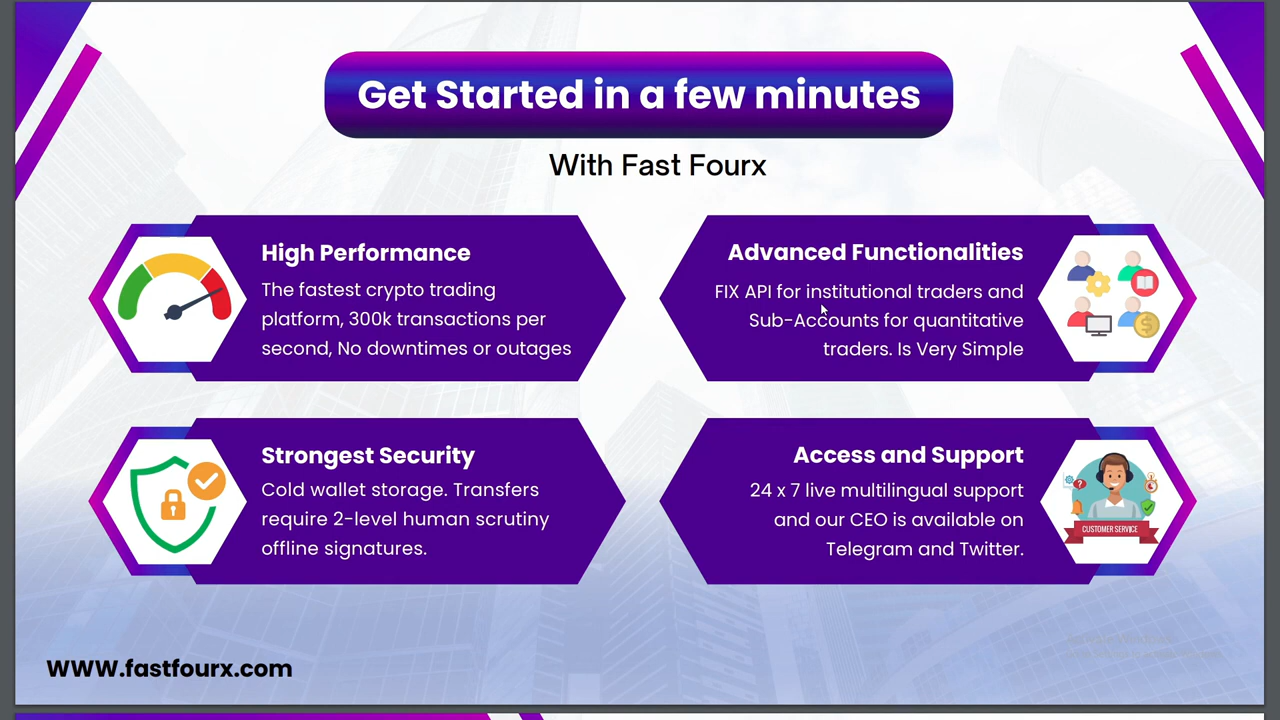 Get Started in a few minutes
With Fast Fourx
High Performance
The fastest crypto trading
platform, 300k transactions per
second, No downtimes or outages
Advanced Functionalities
FIX API for institutional traders and
Sub-Accounts for quantitative
traders. Is Very Simple
Strongest Security
Cold wallet storage. Transfers
require 2-level human scrutiny
offline signatures.
Access and Support
24 x 7 live multilingual support
and our CEO is available on
Telegram and Twitter.
CUSTOMER SERVICE
WWW.fastfourx.com